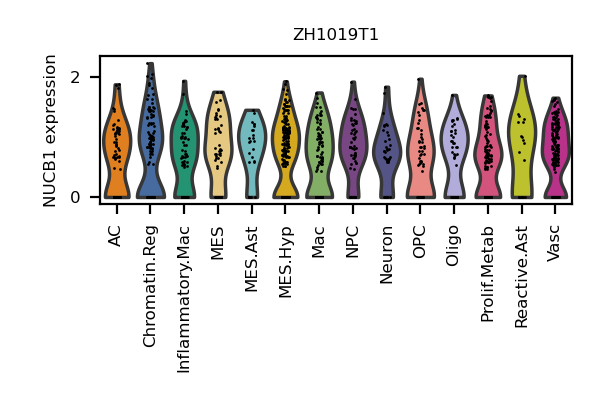 ZH1019T1
NUCB1 expression
2
0
AC
Chromatin.Reg
Inflammatory.Mac
MES
MES.Ast
MES.Hyp
Mac
NPC
Neuron
OPC
Oligo
Prolif.Metab
Reactive.Ast
Vasc